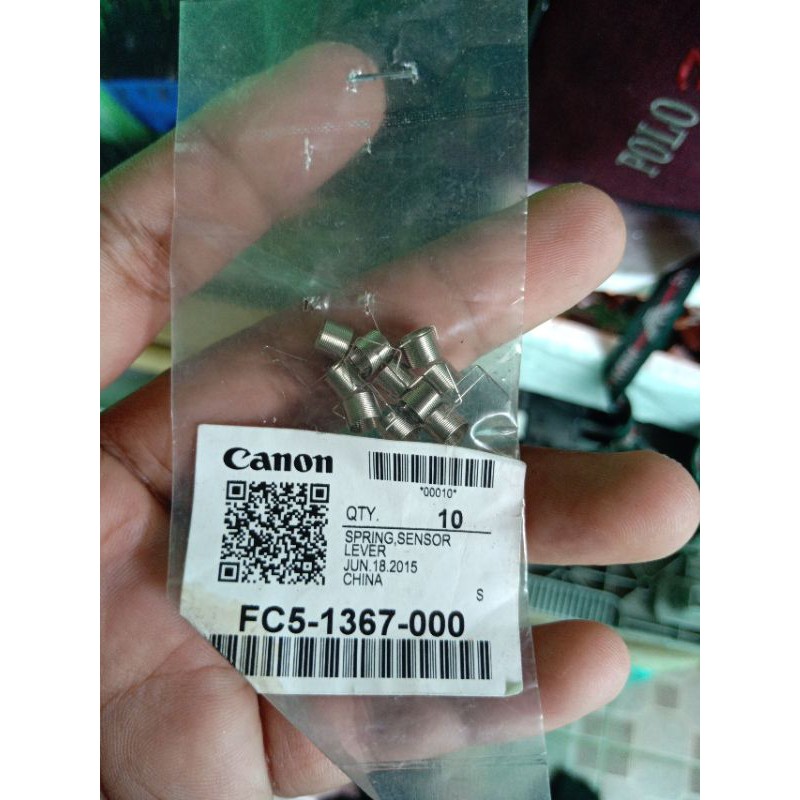 POLO
Canon
*00010*
QTY. 10
SPRING,SENSOR
LEVER
JUN.18.2015
CHINA
S
FC5-1367-000